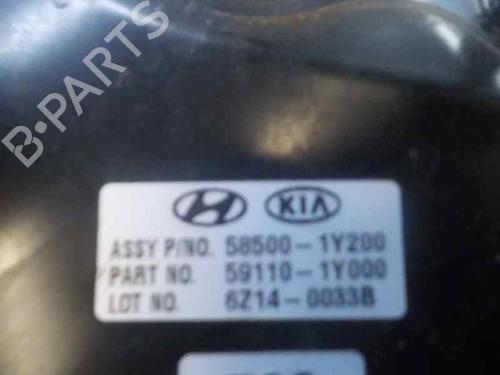 B-PARTS
KIA
ASSY P/NO. 58500-1Y200
PART NO. 59110-1Y000
LOT NO. 6Z14-0033B